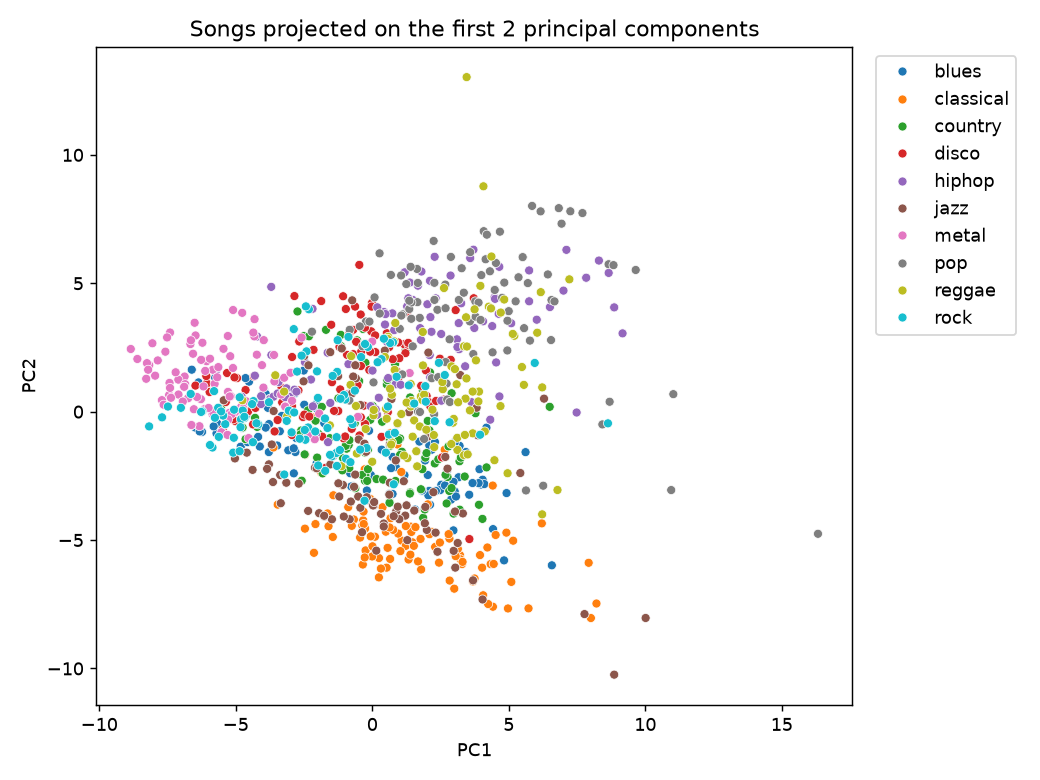 Songs projected on the first 2 principal components
10
5
0
−5
−10
PC2
−10
−5
0
5
10
15
PC1
blues
classical
country
disco
hiphop
jazz
metal
pop
reggae
rock